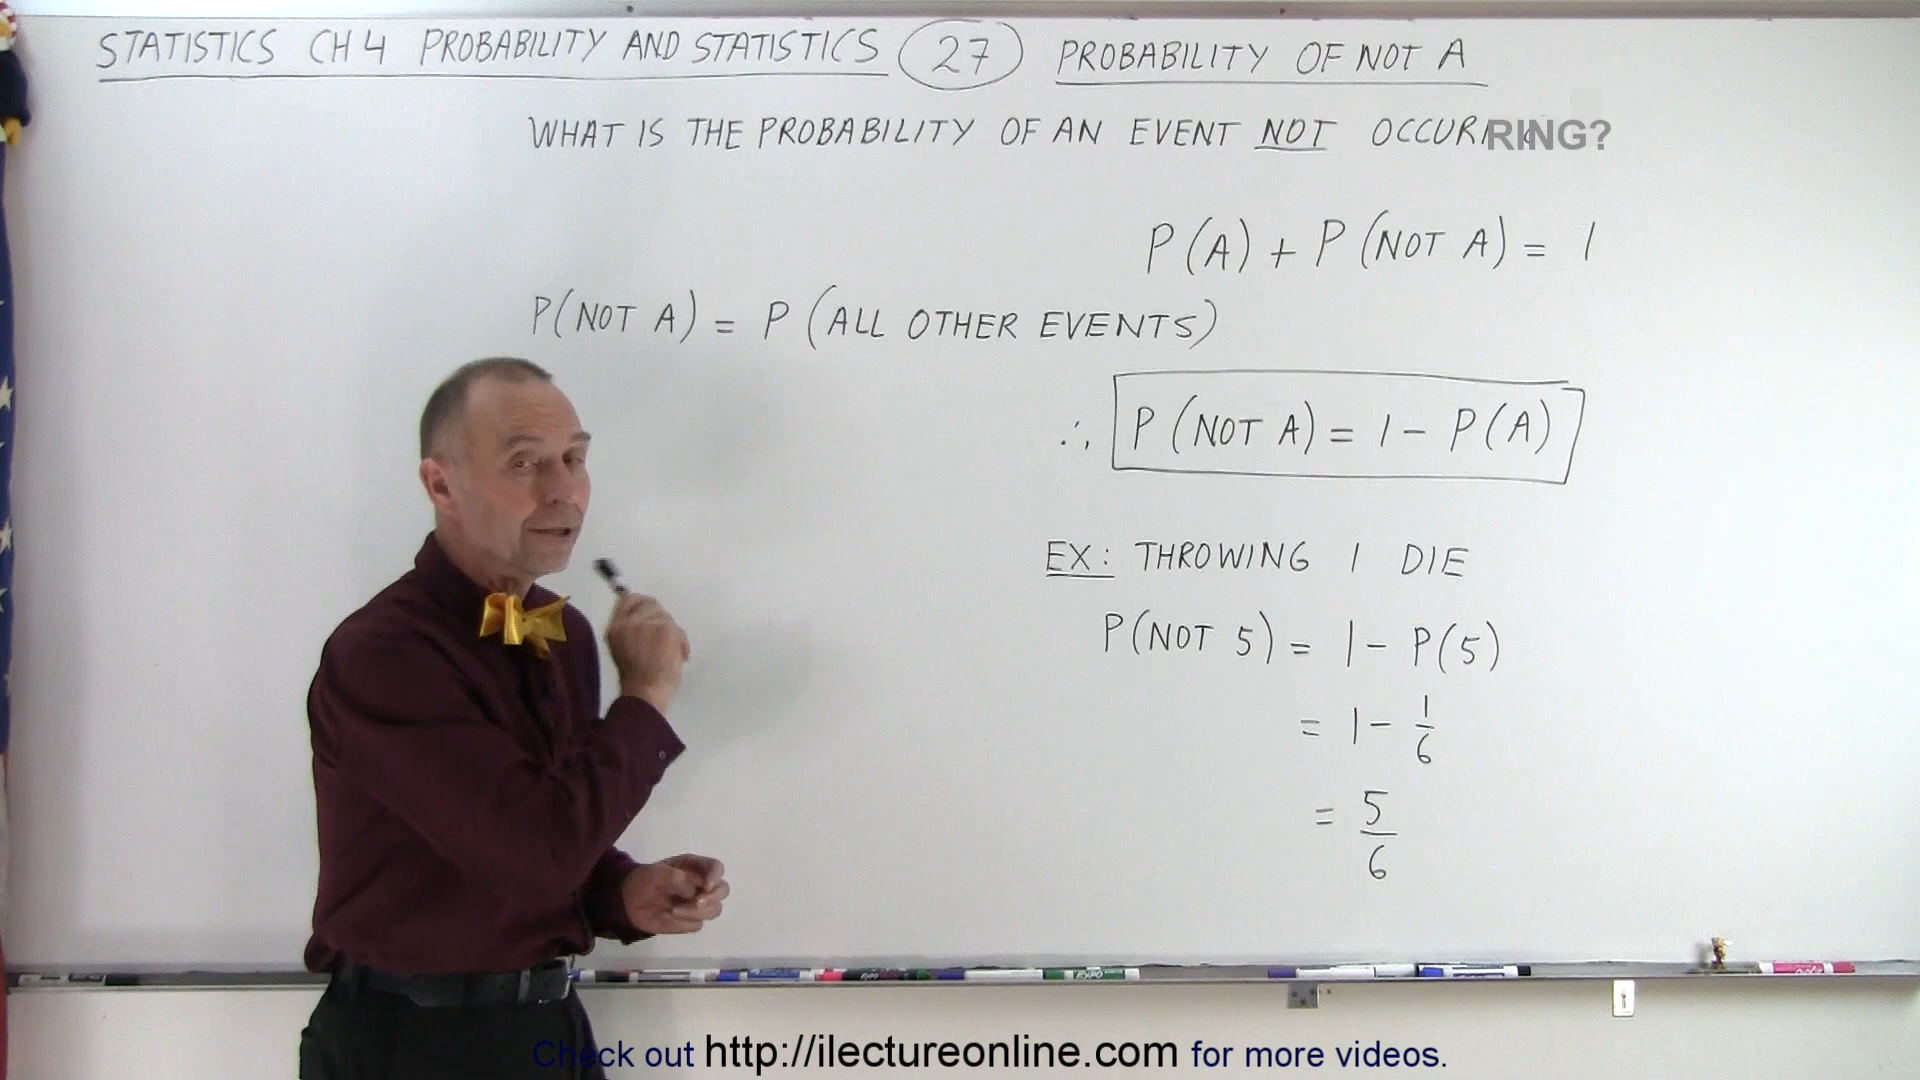 STATISTICS CH 4 PROBABILITY AND STATISTICS 27 PROBABILITY OF NOT A
WHAT IS THE PROBABILITY OF AN EVENT NOT OCCURRING?
P(A) + P(NOT A) = 1
P(NOT A) = P(ALL OTHER EVENTS)
∴ P(NOT A) = 1 - P(A)
EX: THROWING 1 DIE
P(NOT 5) = 1 - P(5)
= 1 - 1/6
= 5/6
EXPO
Check out http://ilectureonline.com for more videos.